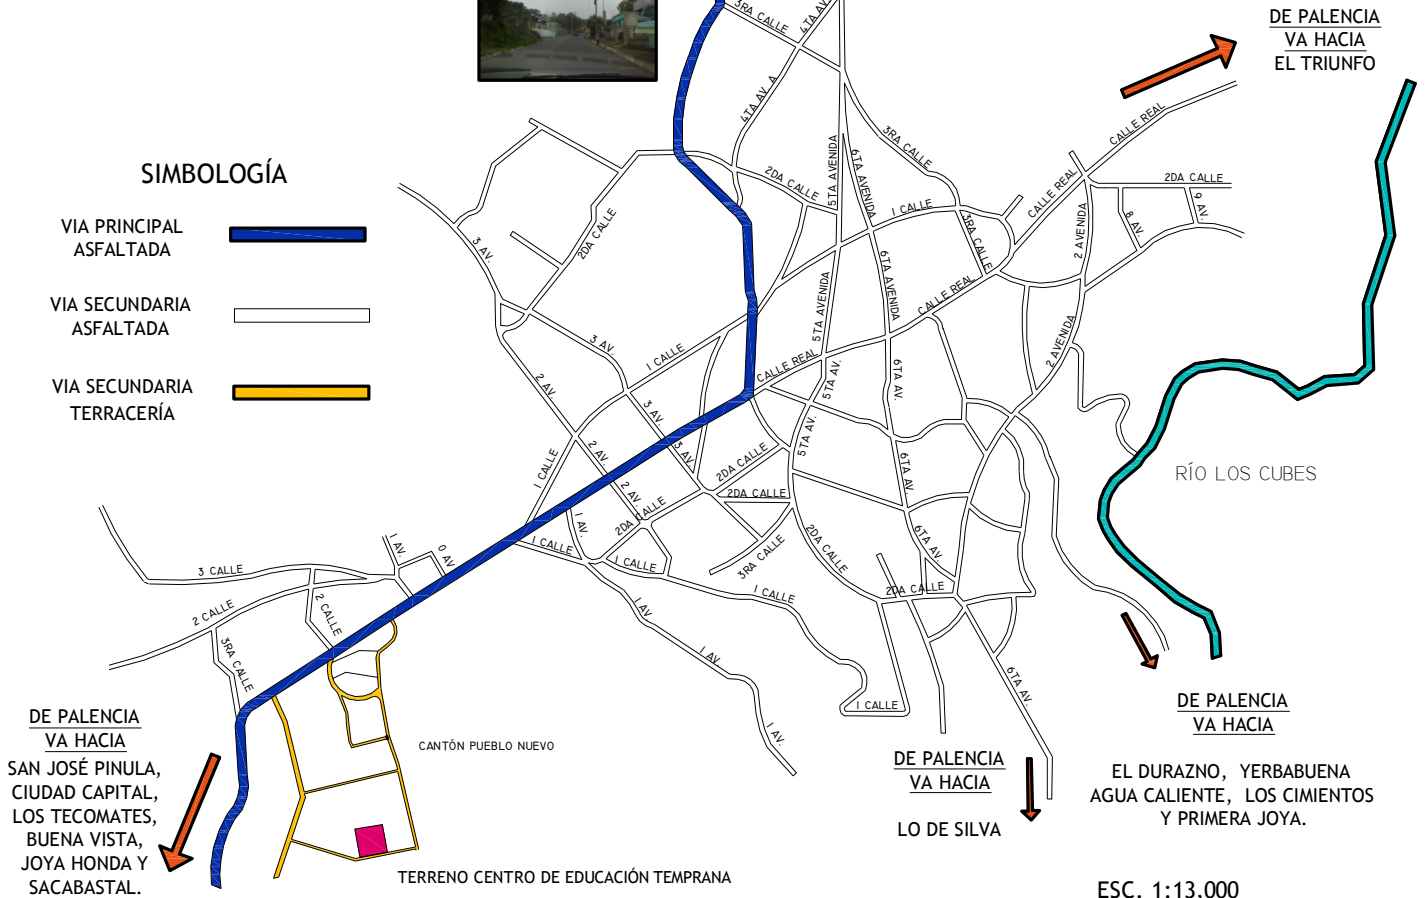 DE PALENCIA
VA HACIA
EL TRIUNFO
3RA CALLE
4TA AV.
4TA AV. A
3RA CALLE
CALLE REAL
SIMBOLOGÍA
VIA PRINCIPAL
ASFALTADA
VIA SECUNDARIA
ASFALTADA
VIA SECUNDARIA
TERRACERÍA
5TA AVENIDA
6TA AVENIDA
2DA CALLE
2DA CALLE
CALLE REAL
1 CALLE
3RA CALLE
2 AVENIDA
8 AV.
9 AV.
3 AV.
2DA CALLE
6TA AVENIDA
5TA AVENIDA
CALLE REAL
2 AVENIDA
3 AV.
1 CALLE
CALLE REAL
5TA AV.
6TA AV.
2 AV.
3 AV.
3 AV.
5TA AV.
1 CALLE
2 AV.
2 AV.
2DA CALLE
2DA CALLE
6TA AV.
RÍO LOS CUBES
1 AV.
2DA CALLE
3RA CALLE
2DA CALLE
6TA AV.
1 AV.
0 AV.
1 CALLE
1 CALLE
3 CALLE
1 CALLE
2DA CALLE
2 CALLE
2 CALLE
1 AV
3RA CALLE
1 AV.
6TA AV.
1 CALLE
1 AV.
DE PALENCIA
VA HACIA
SAN JOSÉ PINULA,
CIUDAD CAPITAL,
LOS TECOMATES,
BUENA VISTA,
JOYA HONDA Y
SACABASTAL.
CANTÓN PUEBLO NUEVO
TERRENO CENTRO DE EDUCACIÓN TEMPRANA
DE PALENCIA
VA HACIA
LO DE SILVA
DE PALENCIA
VA HACIA
EL DURAZNO, YERBABUENA
AGUA CALIENTE, LOS CIMIENTOS
Y PRIMERA JOYA.
ESC. 1:13,000